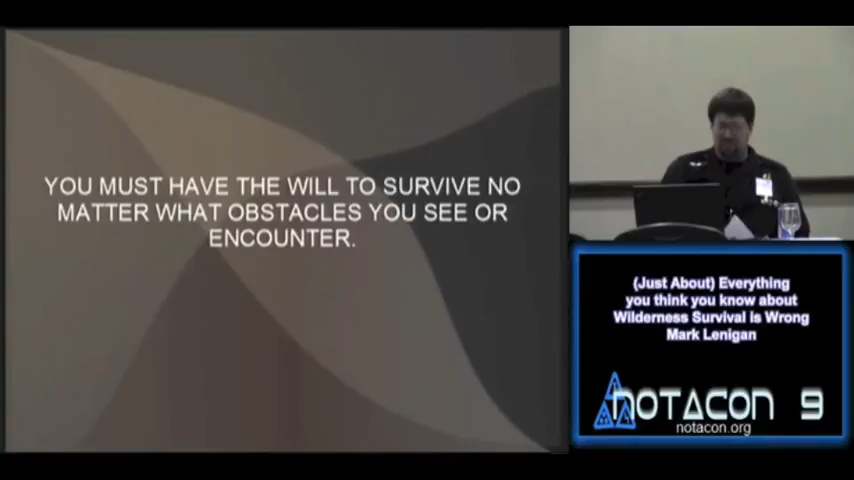 YOU MUST HAVE THE WILL TO SURVIVE NO
MATTER WHAT OBSTACLES YOU SEE OR
ENCOUNTER.
(Just About) Everything
you think you know about
Wilderness Survival is Wrong
Mark Lenigan
NOTACON 9
notacon.org